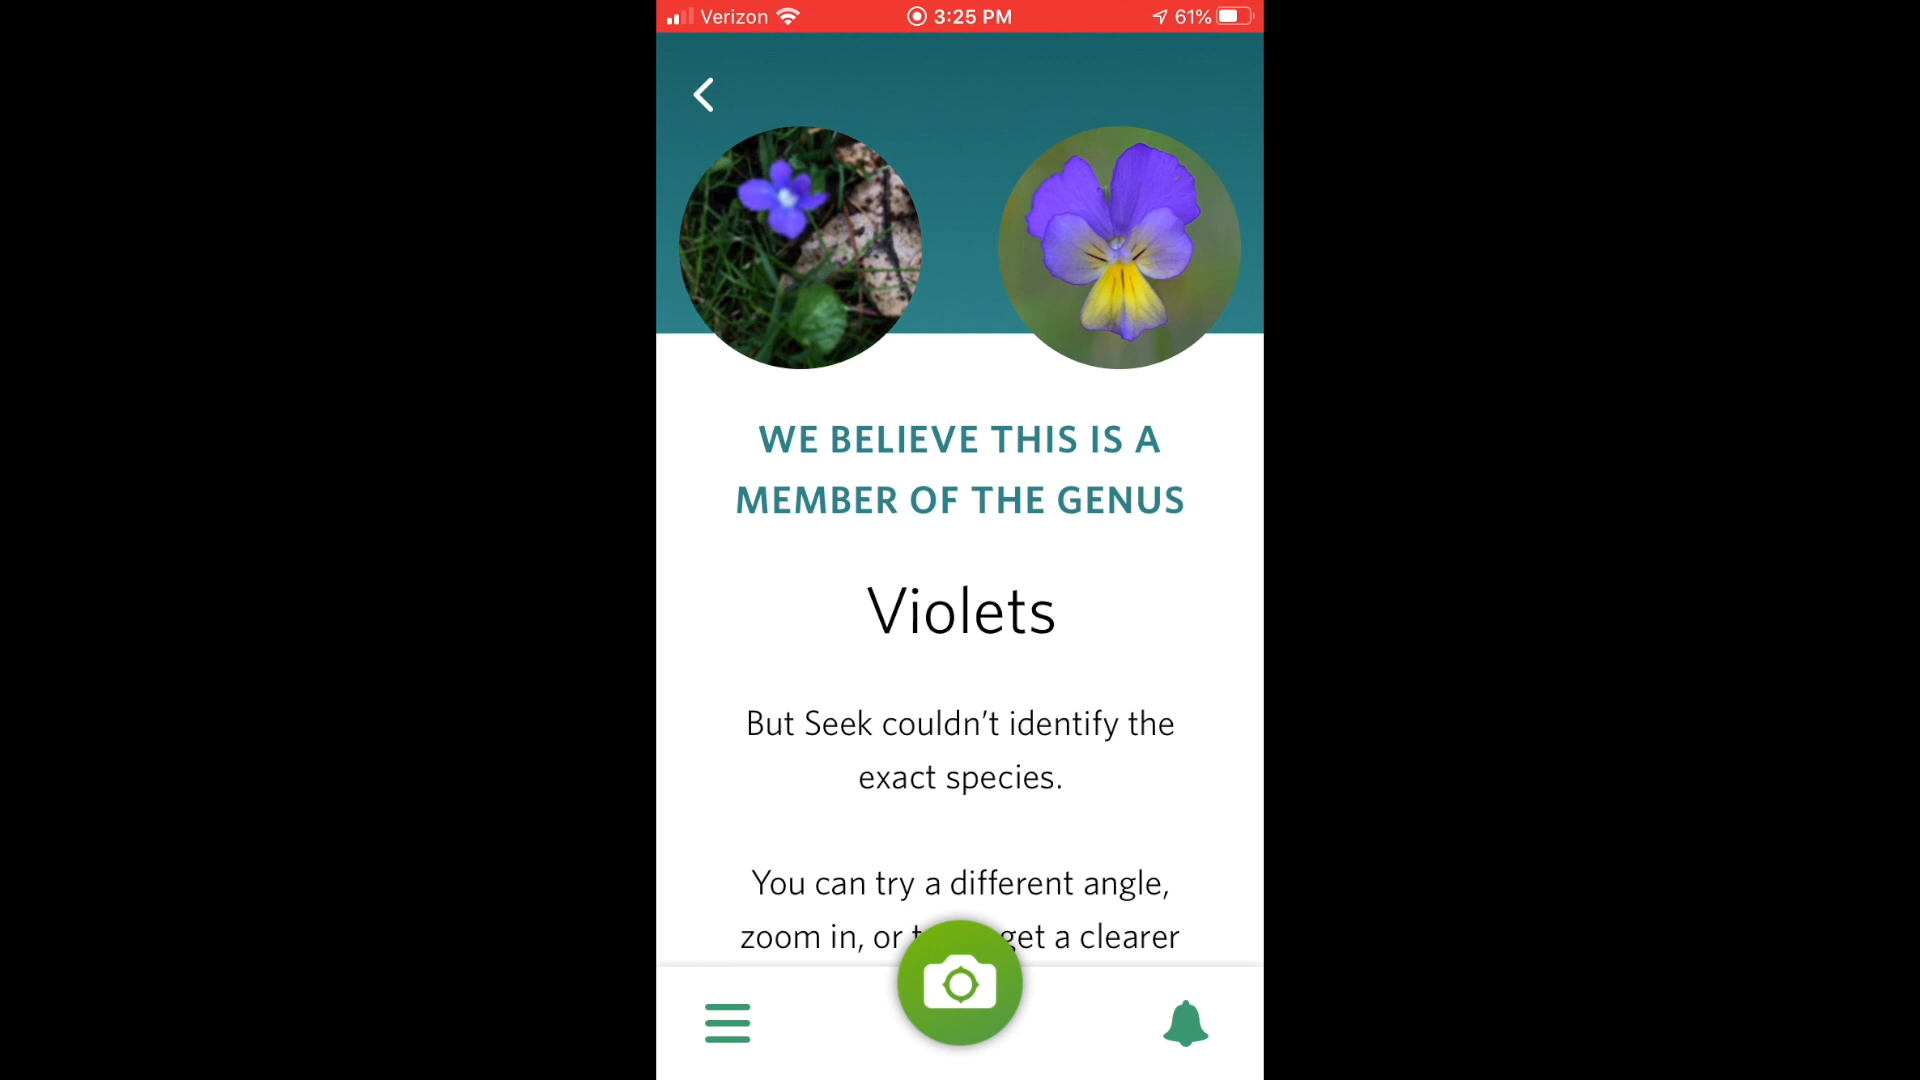 Verizon 3:25 PM 61%
WE BELIEVE THIS IS A
MEMBER OF THE GENUS
Violets
But Seek couldn’t identify the
exact species.
You can try a different angle,
zoom in, or get a clearer